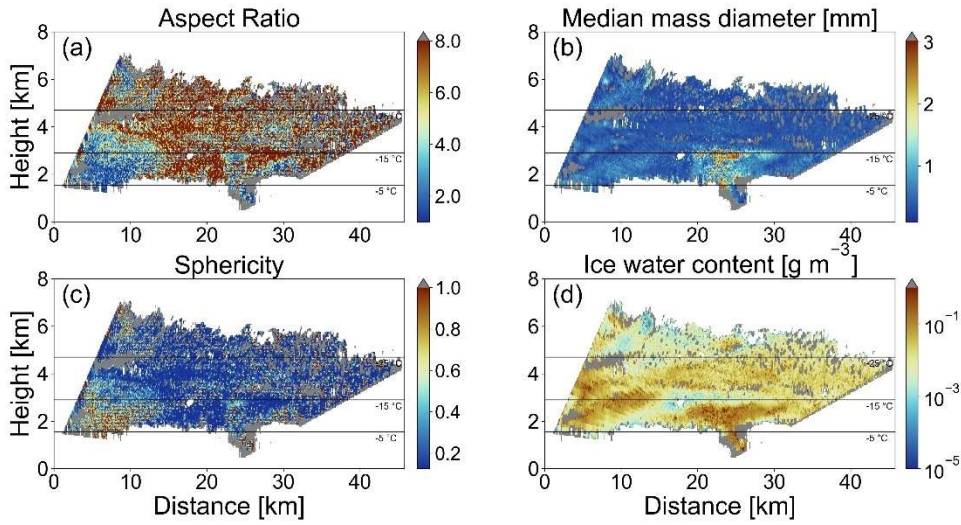 Aspect Ratio
Median mass diameter [mm]
(a)
(b)
Height [km]
8
6
4
2
0
0 10 20 30 40
8.0
6.0
4.0
2.0
-15 °C
-5 °C
8
6
4
2
0
0 10 20 30 40
3
2
1
-15 °C
-5 °C
Sphericity
Ice water content [g m⁻³]
(c)
(d)
Height [km]
8
6
4
2
0
0 10 20 30 40
Distance [km]
1.0
0.8
0.6
0.4
0.2
-15 °C
-5 °C
8
6
4
2
0
0 10 20 30 40
Distance [km]
10⁻¹
10⁻³
10⁻⁵
-25 °C
-15 °C
-5 °C